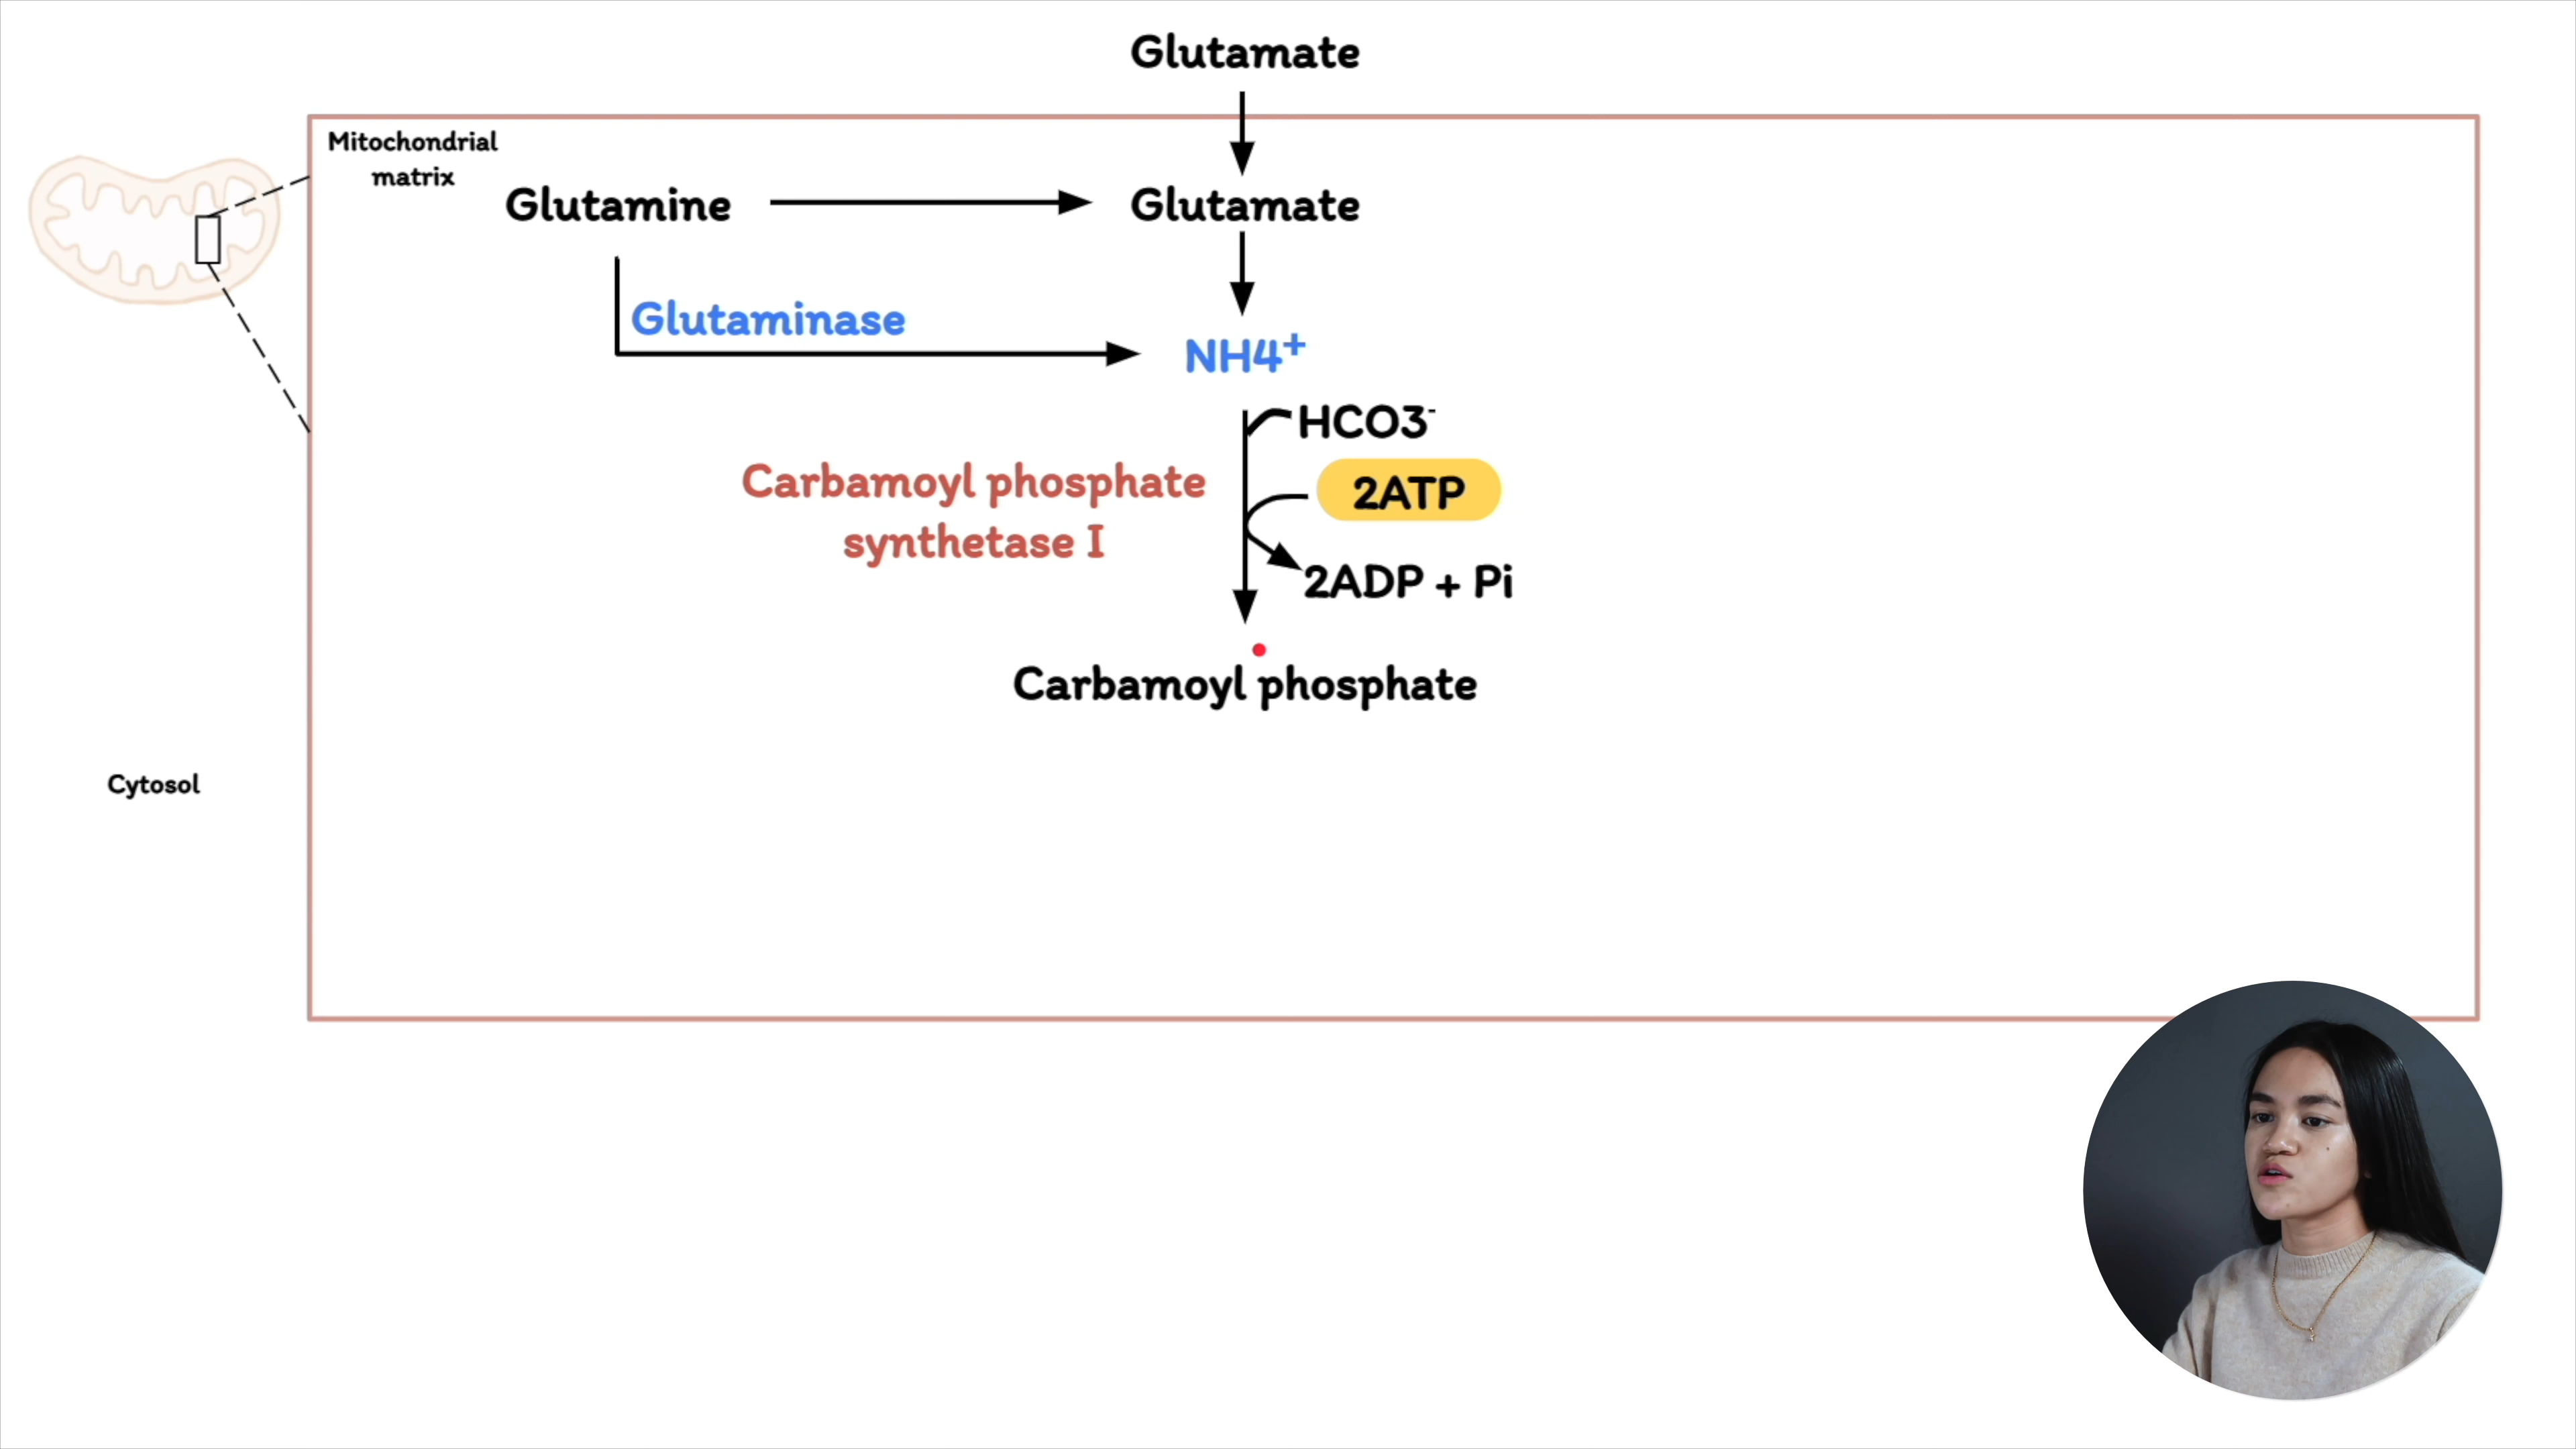 Glutamate
Mitochondrial
matrix
Glutamine
Glutamate
Glutaminase
NH4⁺
HCO3⁻
Carbamoyl phosphate
synthetase I
2ATP
2ADP + Pi
Carbamoyl phosphate
Cytosol